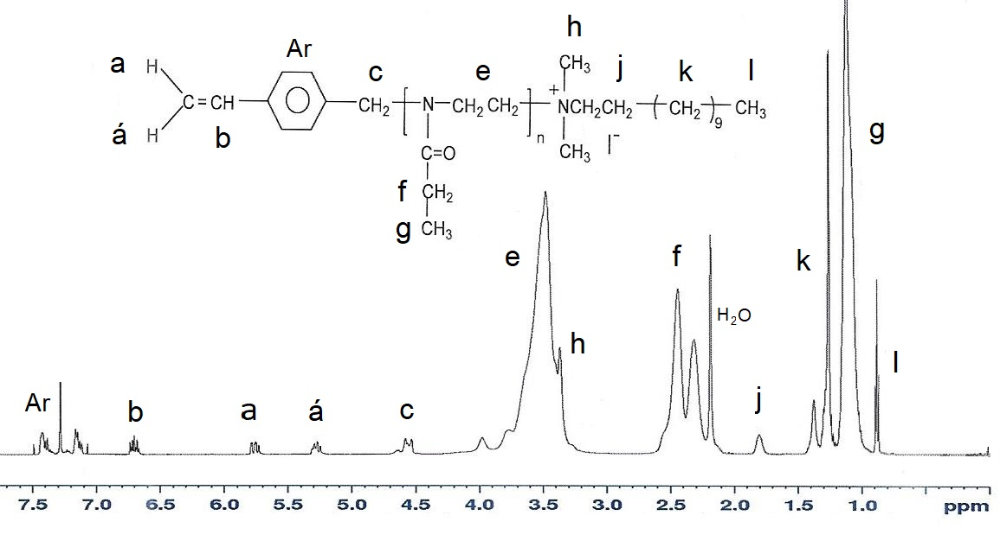 h
Ar
a H CH₃ j k l
c e
+
C=CH CH₂ [ N—CH₂CH₂ ]n NCH₂CH₂—( CH₂ )9 CH₃
á H b
C=O CH₃ I⁻ g
f CH₂
g CH₃
e f k
H₂O
h
l
Ar b a á c j
7.5 7.0 6.5 6.0 5.5 5.0 4.5 4.0 3.5 3.0 2.5 2.0 1.5 1.0 ppm